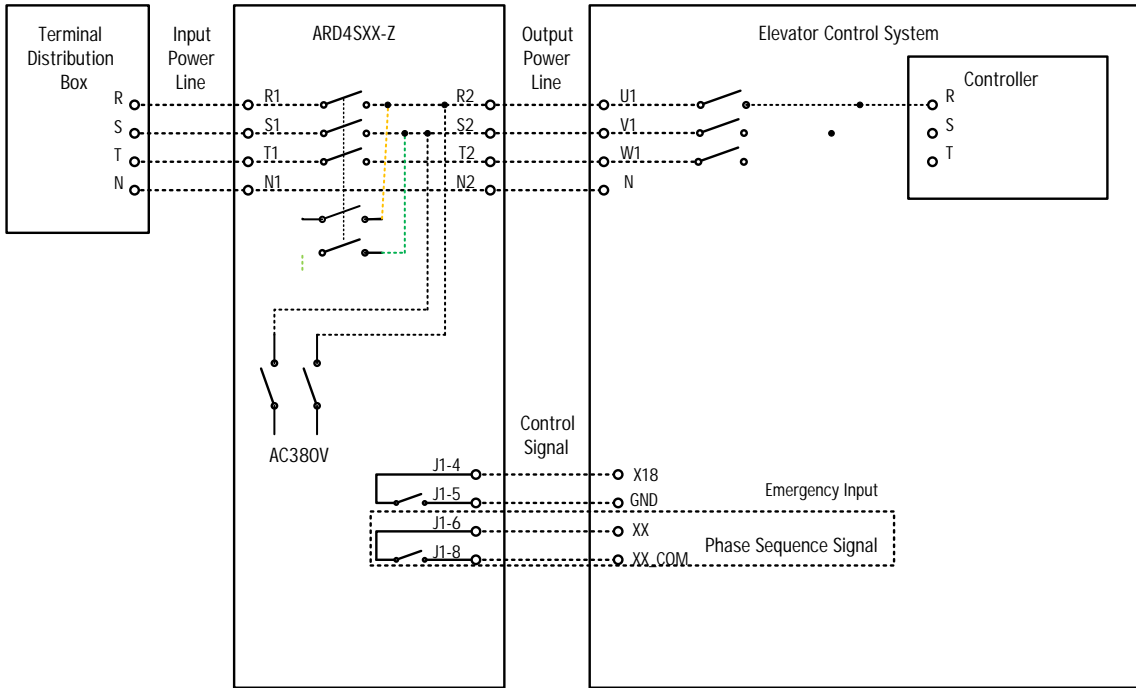 Terminal
Distribution
Box
Input
Power
Line
ARD4SXX-Z
Output
Power
Line
Elevator Control System
Controller
R
R1
R2
U1
R
S
S1
S2
V1
S
T
T1
T2
W1
T
N
N1
N2
N
AC380V
Control
Signal
J1-4
X18
J1-5
GND
Emergency Input
J1-6
XX
J1-8
XX_COM
Phase Sequence Signal